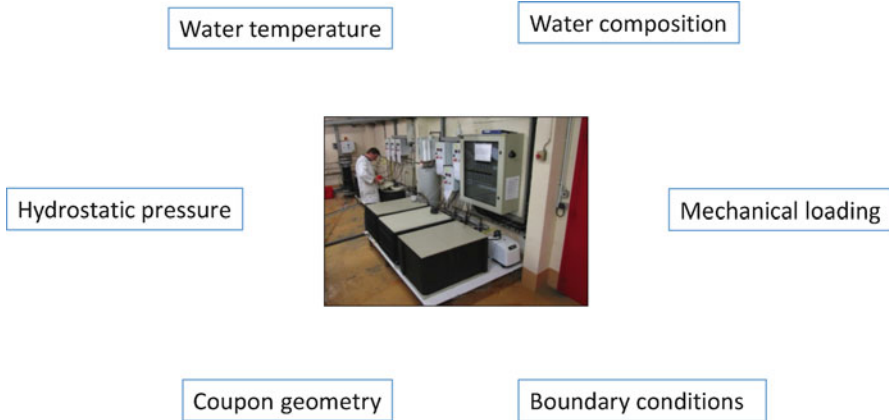 Water temperature
Water composition
Hydrostatic pressure
Mechanical loading
Coupon geometry
Boundary conditions